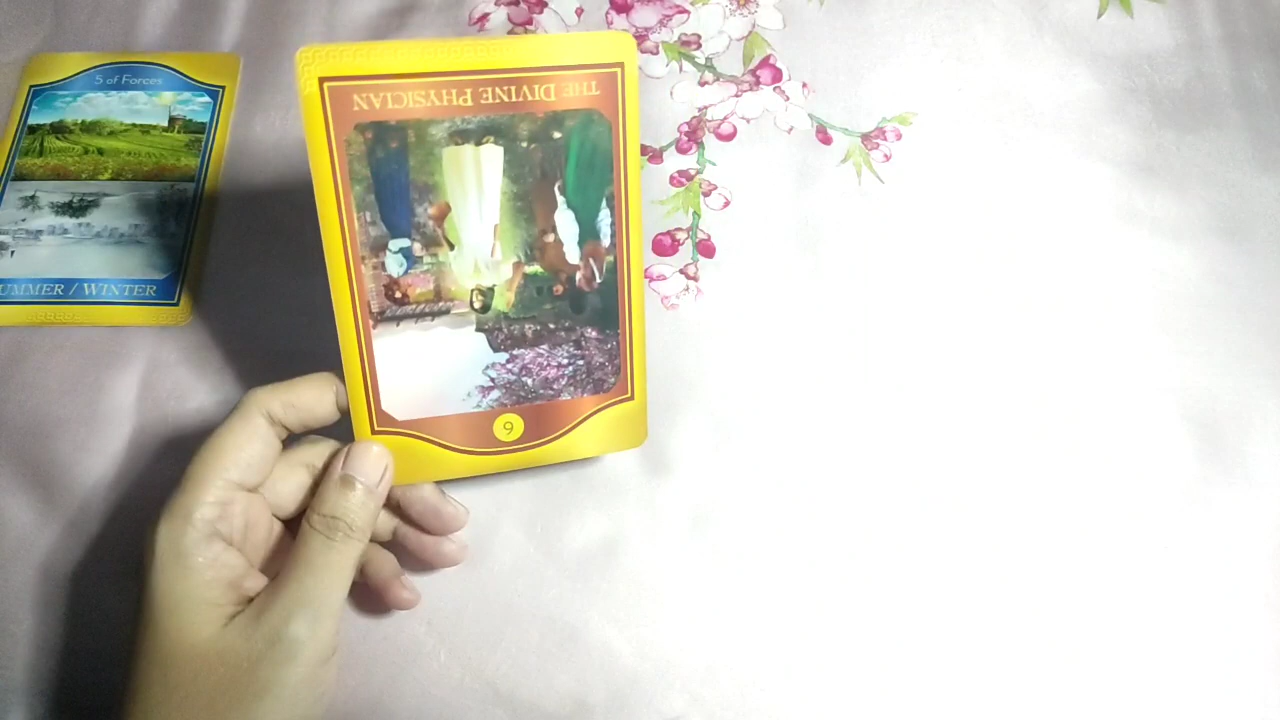 5 of Forces
UMMER / WINTER
THE DIVINE PHYSICIAN
9